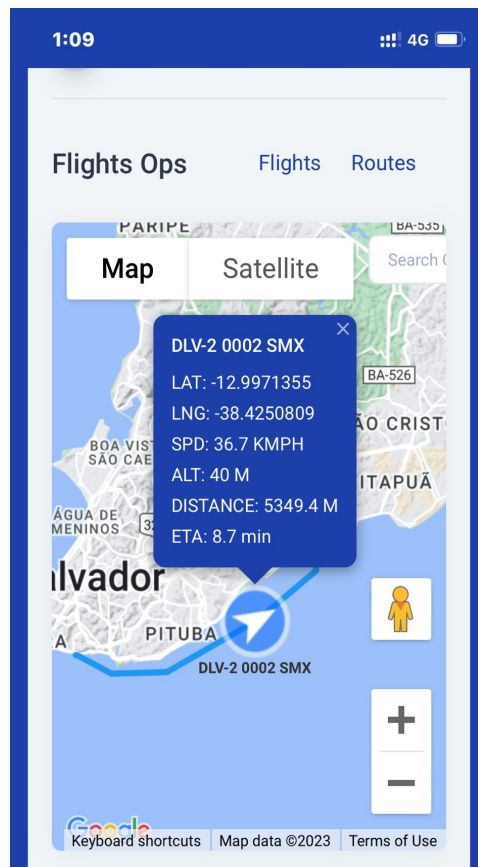 1:09
4G
Flights Ops
Flights
Routes
PARIPE
BA-535
Map
Satellite
Search
DLV-2 0002 SMX
LAT: -12.9971355
LNG: -38.4250809
SPD: 36.7 KMPH
ALT: 40 M
DISTANCE: 5349.4 M
ETA: 8.7 min
BA-526
ÃO CRIST
BOA VIS
SÃO CAE
ITAPUÃ
ÁGUA DE
MENINOS
32
lvador
PITUBA
A
DLV-2 0002 SMX
Google
Keyboard shortcuts
Map data ©2023
Terms of Use